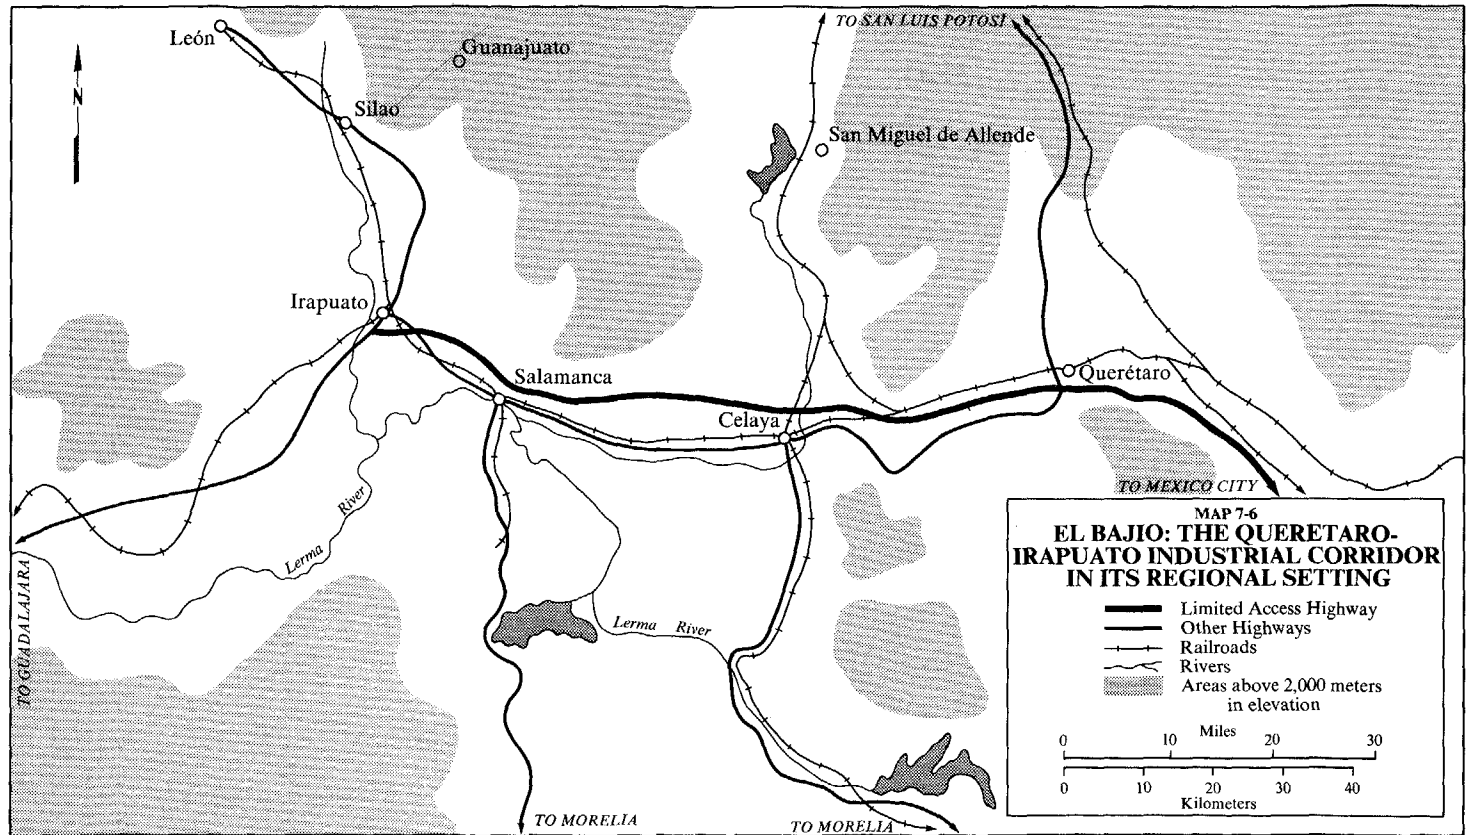 TO SAN LUIS POTOSÍ
León
Guanajuato
N
Silao
San Miguel de Allende
Irapuato
Salamanca
Querétaro
Celaya
TO MEXICO CITY
Lerma River
TO GUADALAJARA
Lerma River
TO MORELIA
TO MORELIA
MAP 7-6
EL BAJIO: THE QUERETARO-
IRAPUATO INDUSTRIAL CORRIDOR
IN ITS REGIONAL SETTING
Limited Access Highway
Other Highways
Railroads
Rivers
Areas above 2,000 meters
in elevation
Miles
0 10 20 30
0 10 20 30 40
Kilometers